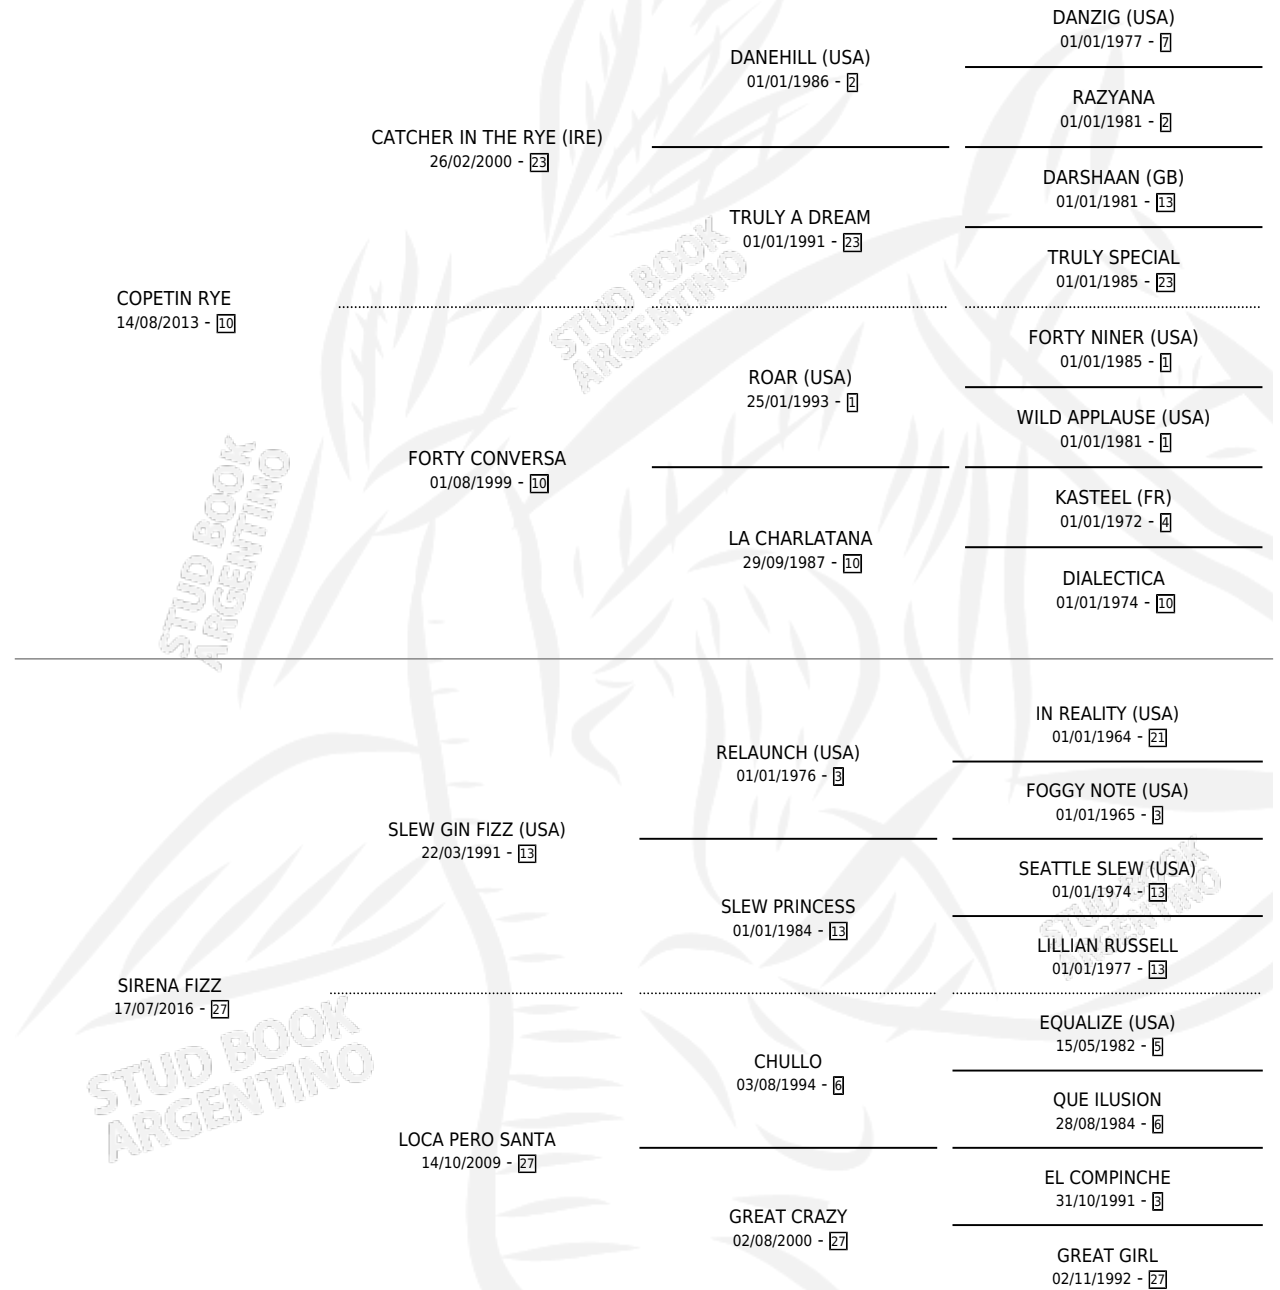 DANZIG (USA)
01/01/1977 - 7
DANEHILL (USA)
01/01/1986 - 2
RAZYANA
01/01/1981 - 2
CATCHER IN THE RYE (IRE)
26/02/2000 - 23
DARSHAAN (GB)
01/01/1981 - 13
TRULY A DREAM
01/01/1991 - 23
TRULY SPECIAL
01/01/1985 - 23
COPETIN RYE
14/08/2013 - 10
FORTY NINER (USA)
01/01/1985 - 1
ROAR (USA)
25/01/1993 - 1
WILD APPLAUSE (USA)
01/01/1981 - 1
FORTY CONVERSA
01/08/1999 - 10
KASTEEL (FR)
01/01/1972 - 4
LA CHARLATANA
29/09/1987 - 10
DIALECTICA
01/01/1974 - 10
IN REALITY (USA)
01/01/1964 - 21
RELAUNCH (USA)
01/01/1976 - 3
FOGGY NOTE (USA)
01/01/1965 - 3
SLEW GIN FIZZ (USA)
22/03/1991 - 13
SEATTLE SLEW (USA)
01/01/1974 - 13
SLEW PRINCESS
01/01/1984 - 13
LILLIAN RUSSELL
01/01/1977 - 13
SIRENA FIZZ
17/07/2016 - 27
EQUALIZE (USA)
15/05/1982 - 5
CHULLO
03/08/1994 - 6
QUE ILUSION
28/08/1984 - 6
LOCA PERO SANTA
14/10/2009 - 27
EL COMPINCHE
31/10/1991 - 3
GREAT CRAZY
02/08/2000 - 27
GREAT GIRL
02/11/1992 - 27
STUD BOOK
ARGENTINO
STUD BOOK
ARGENTINO
STUD BOOK
ARGENTINO
STUD BOOK
ARGENTINO